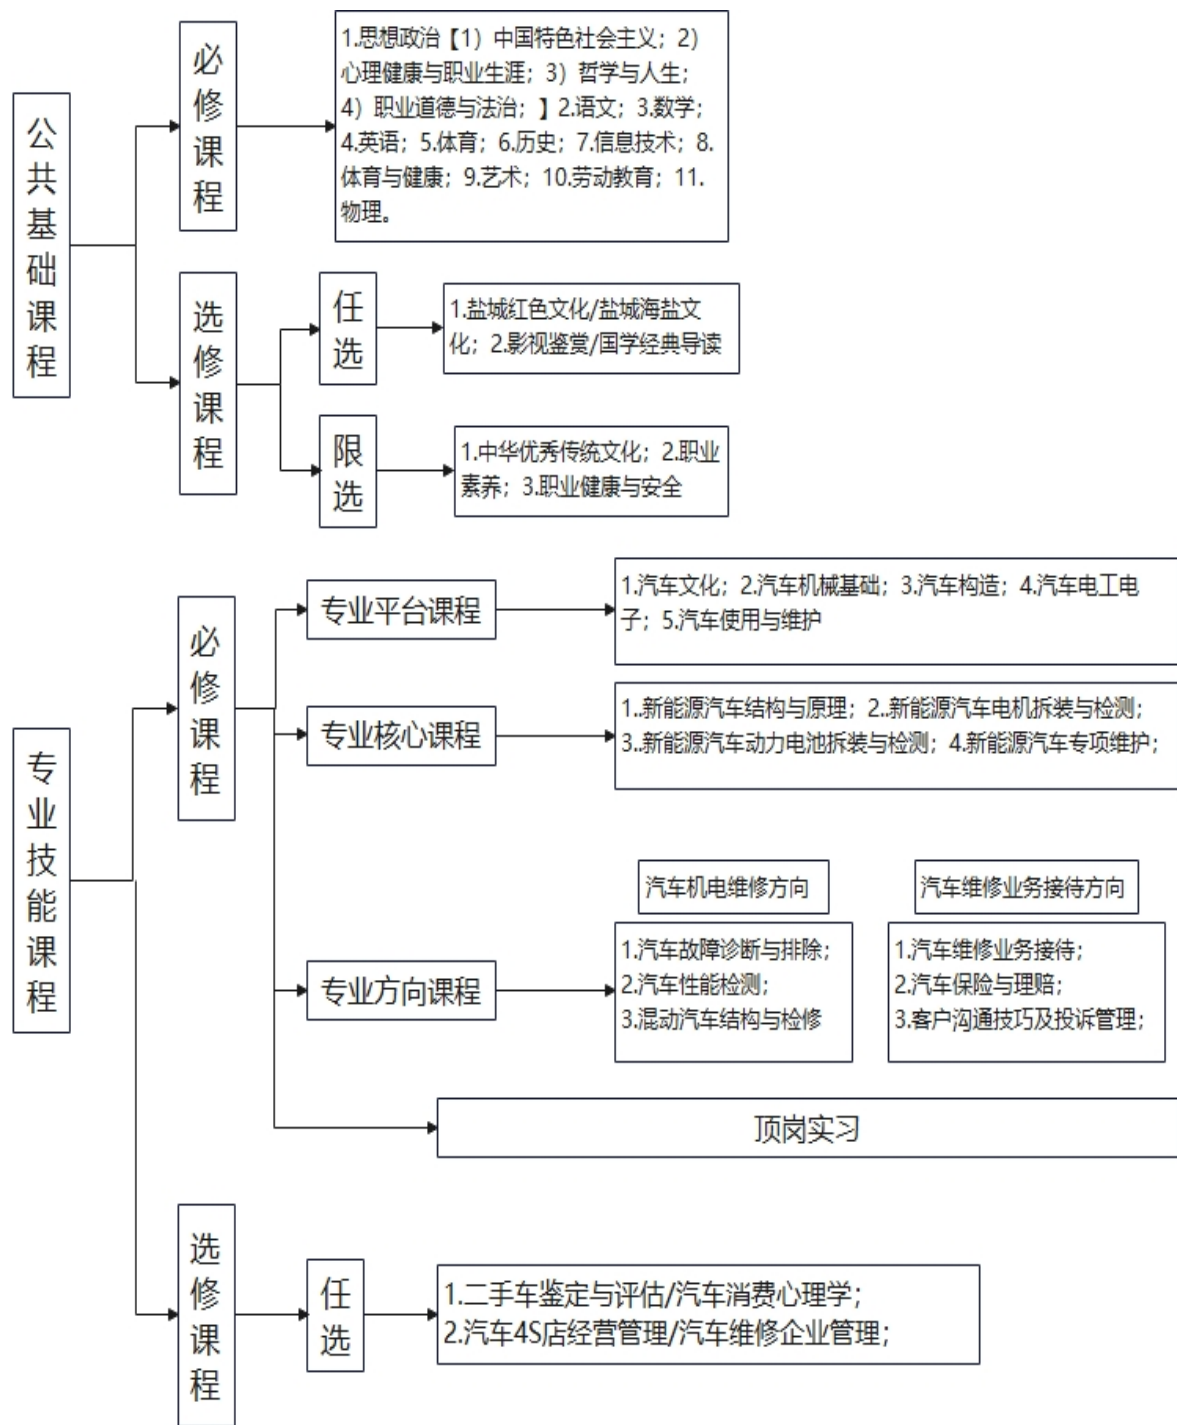 公共基础课程
必修课程
1.思想政治【1）中国特色社会主义；2）
心理健康与职业生涯；3）哲学与人生；
4）职业道德与法治；】2.语文；3.数学；
4.英语；5.体育；6.历史；7.信息技术；8.
体育与健康；9.艺术；10.劳动教育；11.
物理。
选修课程
任选
1.盐城红色文化/盐城海盐文
化；2.影视鉴赏/国学经典导读
限选
1.中华优秀传统文化；2.职业
素养；3.职业健康与安全
专业技能课程
必修课程
专业平台课程
1.汽车文化；2.汽车机械基础；3.汽车构造；4.汽车电工电
子；5.汽车使用与维护
专业核心课程
1..新能源汽车结构与原理；2..新能源汽车电机拆装与检测；
3..新能源汽车动力电池拆装与检测；4.新能源汽车专项维护；
专业方向课程
汽车机电维修方向
1.汽车故障诊断与排除；
2.汽车性能检测；
3.混动汽车结构与检修
汽车维修业务接待方向
1.汽车维修业务接待；
2.汽车保险与理赔；
3.客户沟通技巧及投诉管理；
顶岗实习
选修课程
任选
1.二手车鉴定与评估/汽车消费心理学；
2.汽车4S店经营管理/汽车维修企业管理；